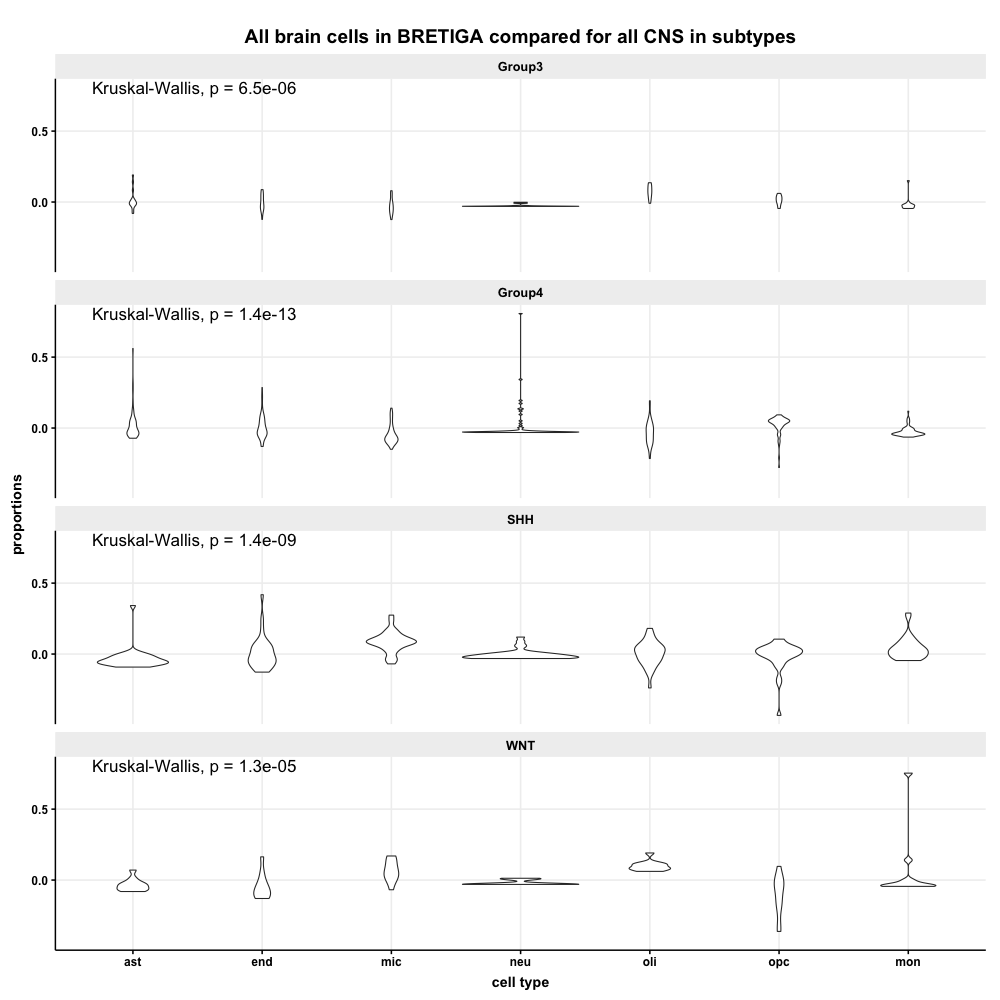 All brain cells in BRETIGA compared for all CNS in subtypes
Group3
Kruskal-Wallis, p = 6.5e-06
0.5
0.0
Group4
Kruskal-Wallis, p = 1.4e-13
0.5
0.0
SHH
Kruskal-Wallis, p = 1.4e-09
0.5
0.0
WNT
Kruskal-Wallis, p = 1.3e-05
0.5
0.0
proportions
ast end mic neu oli opc mon
cell type